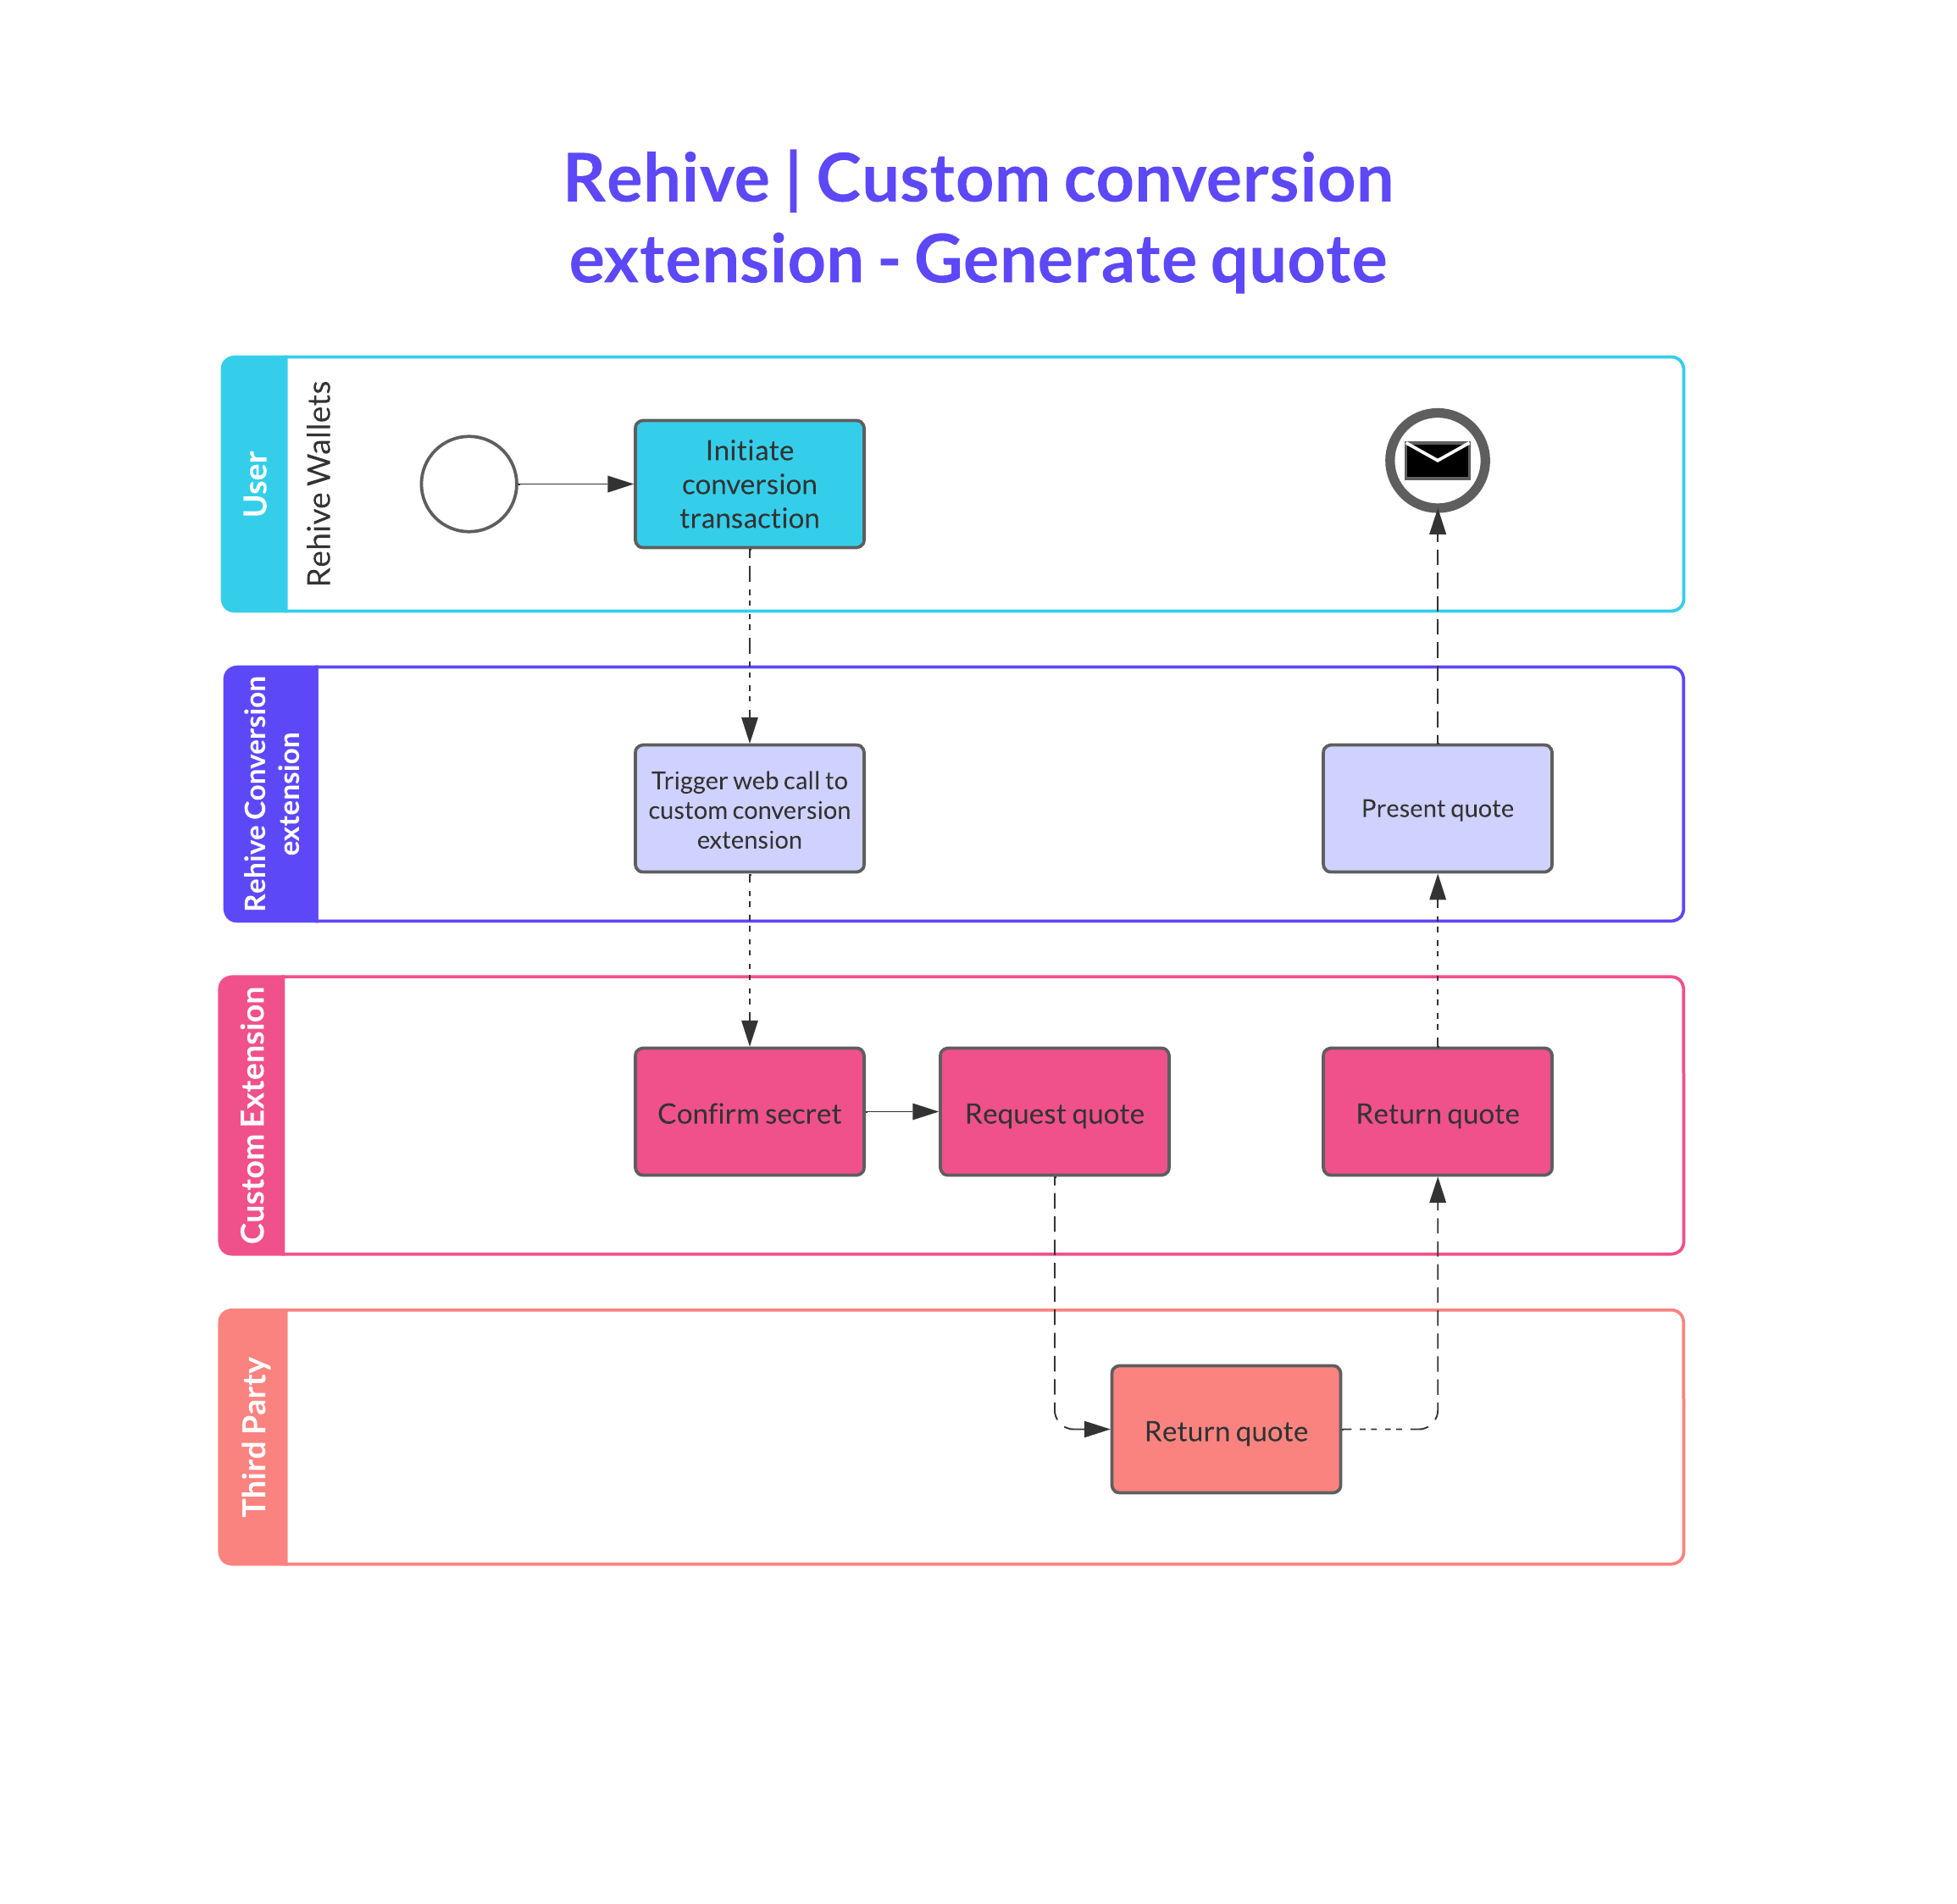 Rehive | Custom conversion
extension - Generate quote
User
Rehive Wallets
Initiate
conversion
transaction
Rehive Conversion
extension
Trigger web call to
custom conversion
extension
Present quote
Custom Extension
Confirm secret
Request quote
Return quote
Third Party
Return quote